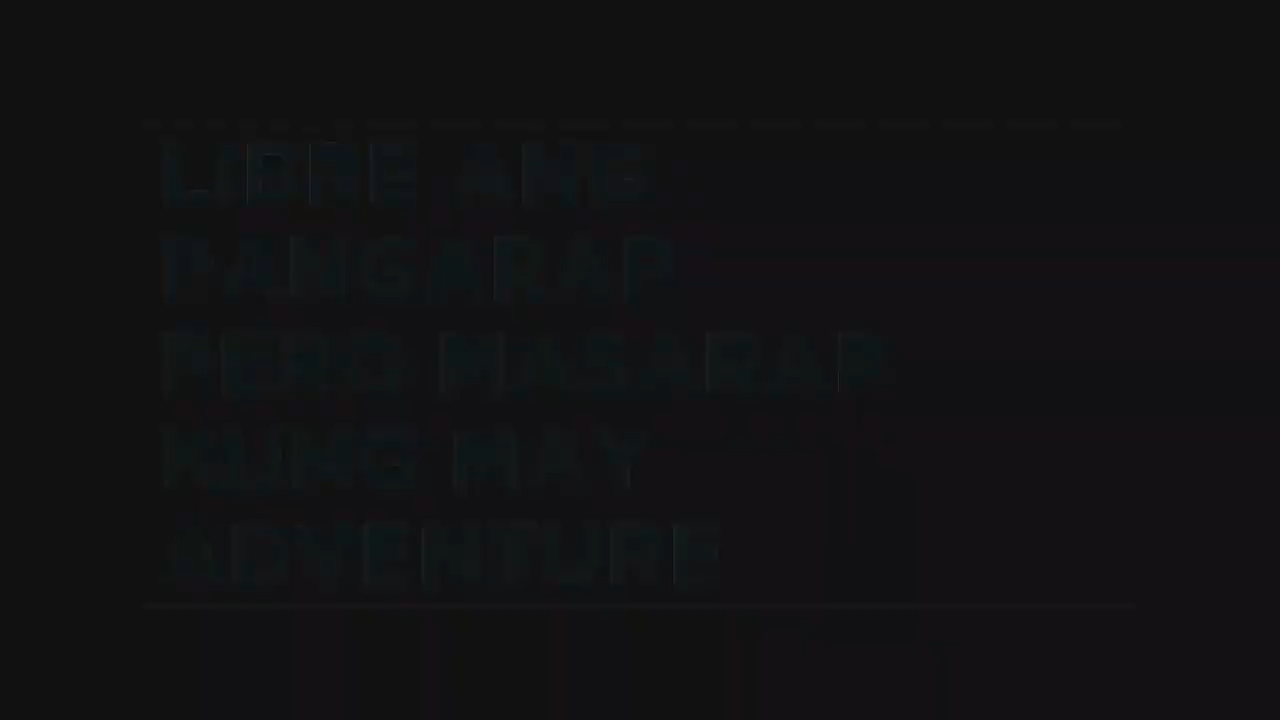 LIBRE ANG
PANGARAP
PERO MASARAP
KUNG MAY
ADVENTURE